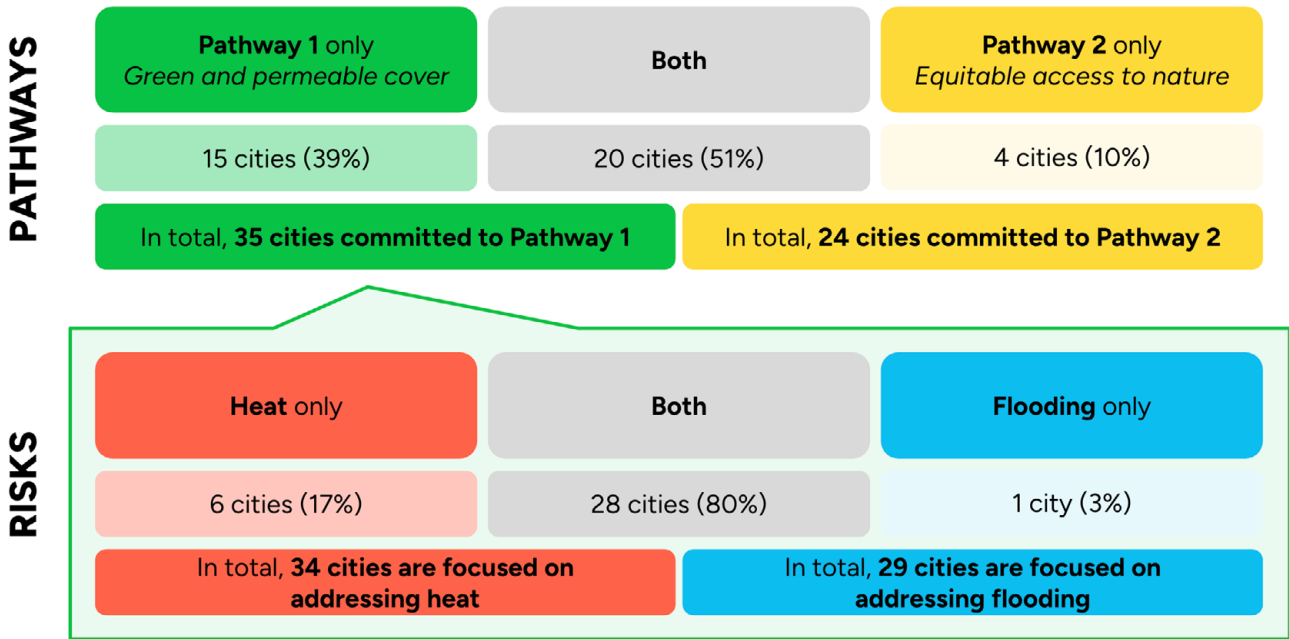 PATHWAYS
Pathway 1 only
Green and permeable cover
Both
Pathway 2 only
Equitable access to nature
15 cities (39%)
20 cities (51%)
4 cities (10%)
In total, 35 cities committed to Pathway 1
In total, 24 cities committed to Pathway 2
RISKS
Heat only
Both
Flooding only
6 cities (17%)
28 cities (80%)
1 city (3%)
In total, 34 cities are focused on
addressing heat
In total, 29 cities are focused on
addressing flooding